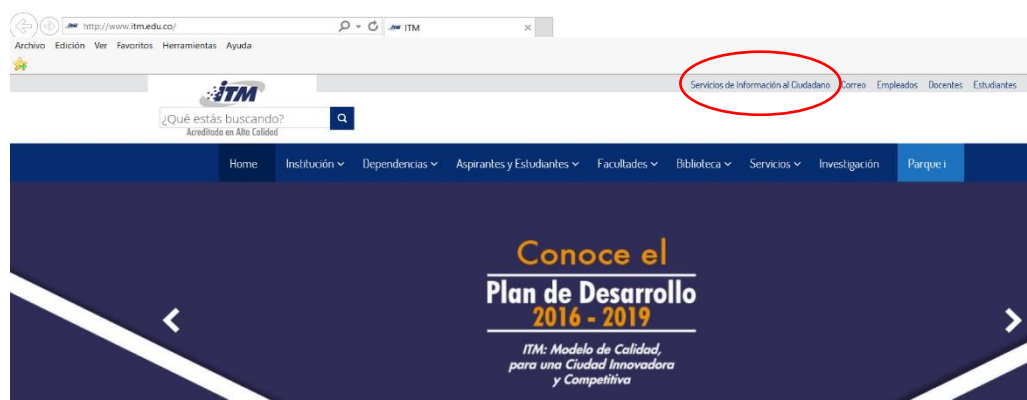 http://www.itm.edu.co/
ITM
Archivo Edición Ver Favoritos Herramientas Ayuda
Servicios de Información al Ciudadano Correo Empleados Docentes Estudiantes
iTM
¿Qué estás buscando?
Acreditada en Alta Calidad
Home Institución Dependencias Aspirantes y Estudiantes Facultades Biblioteca Servicios Investigación Parque i
Conoce el
Plan de Desarrollo
2016 - 2019
ITM: Modelo de Calidad,
para una Ciudad Innovadora
y Competitiva